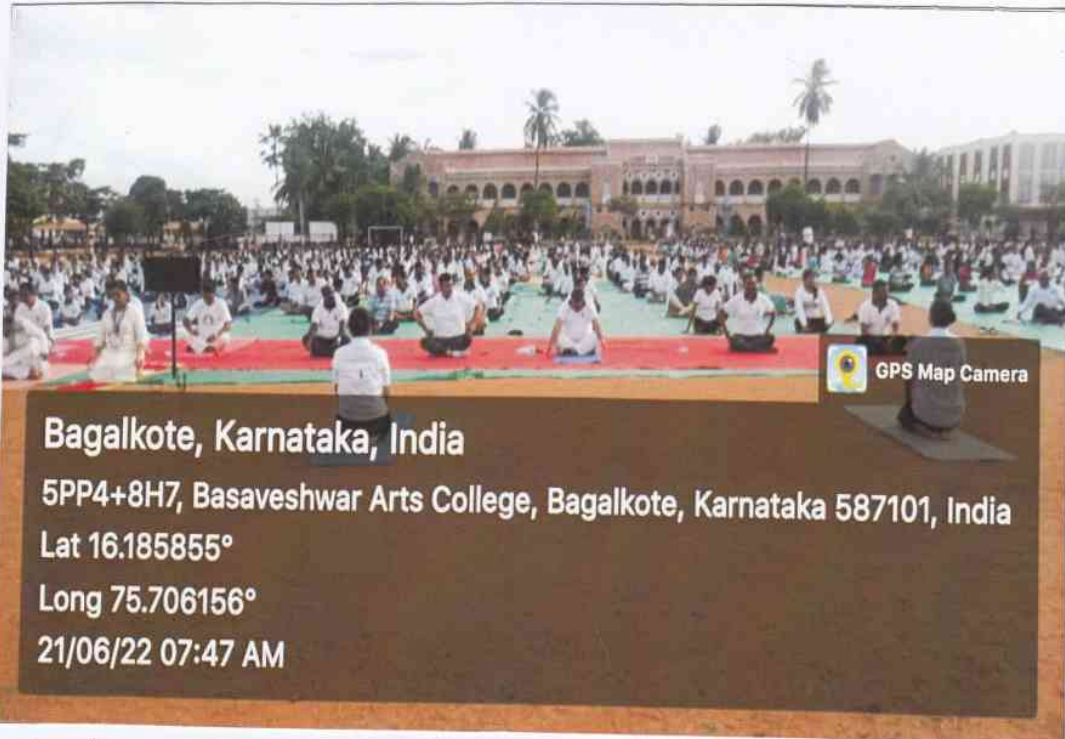 GPS Map Camera
Bagalkote, Karnataka, India
5PP4+8H7, Basaveshwar Arts College, Bagalkote, Karnataka 587101, India
Lat 16.185855°
Long 75.706156°
21/06/22 07:47 AM